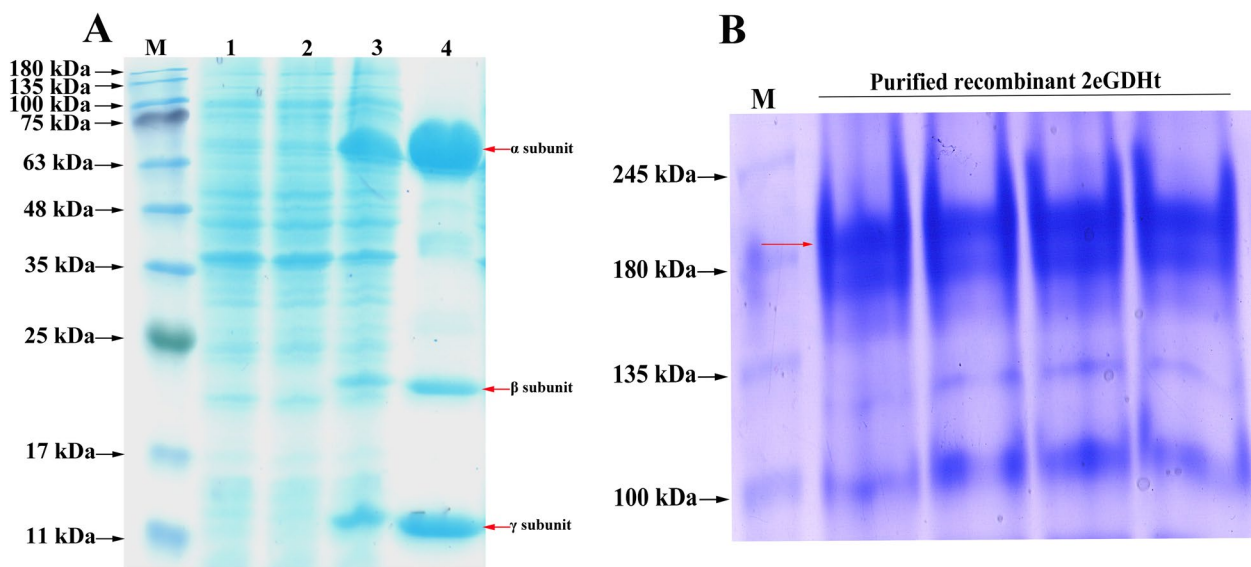 A
M 1 2 3 4
180 kDa
135 kDa
100 kDa
75 kDa
63 kDa
48 kDa
35 kDa
25 kDa
17 kDa
11 kDa
α subunit
β subunit
γ subunit
B
Purified recombinant 2eGDHt
M
245 kDa
180 kDa
135 kDa
100 kDa